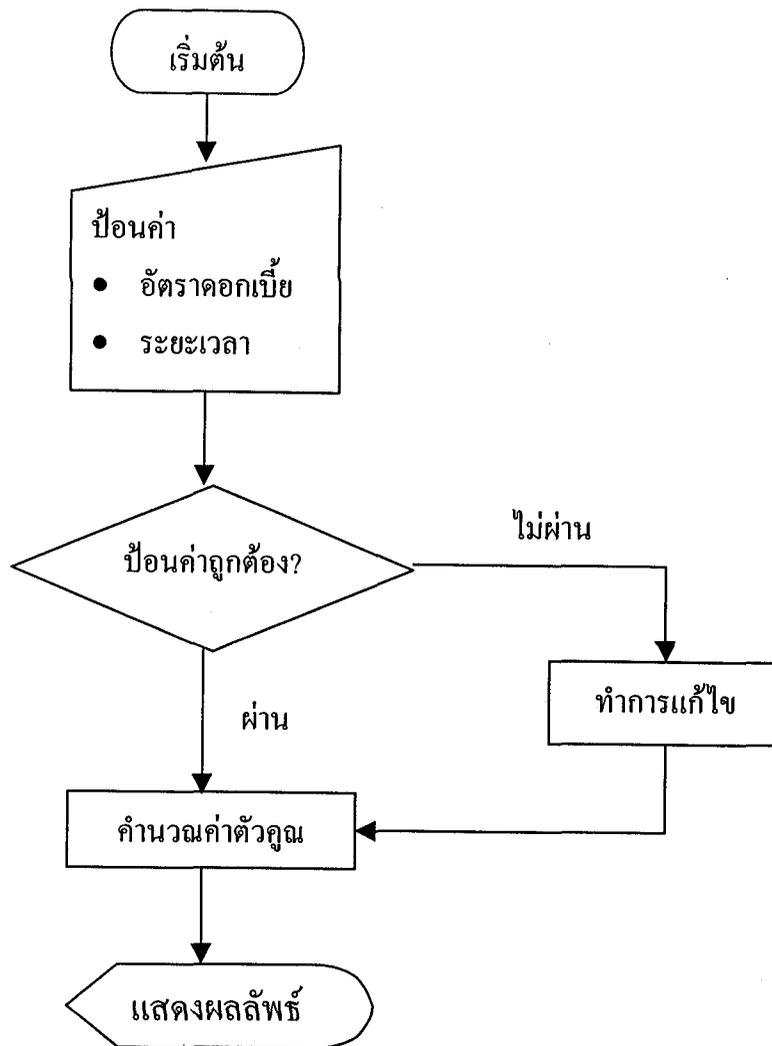 เริ่มต้น
ป้อนค่า
● อัตราดอกเบี้ย
● ระยะเวลา
ป้อนค่าถูกต้อง?
ไม่ผ่าน
ทำการแก้ไข
ผ่าน
คำนวณค่าตัวคูณ
แสดงผลลัพธ์